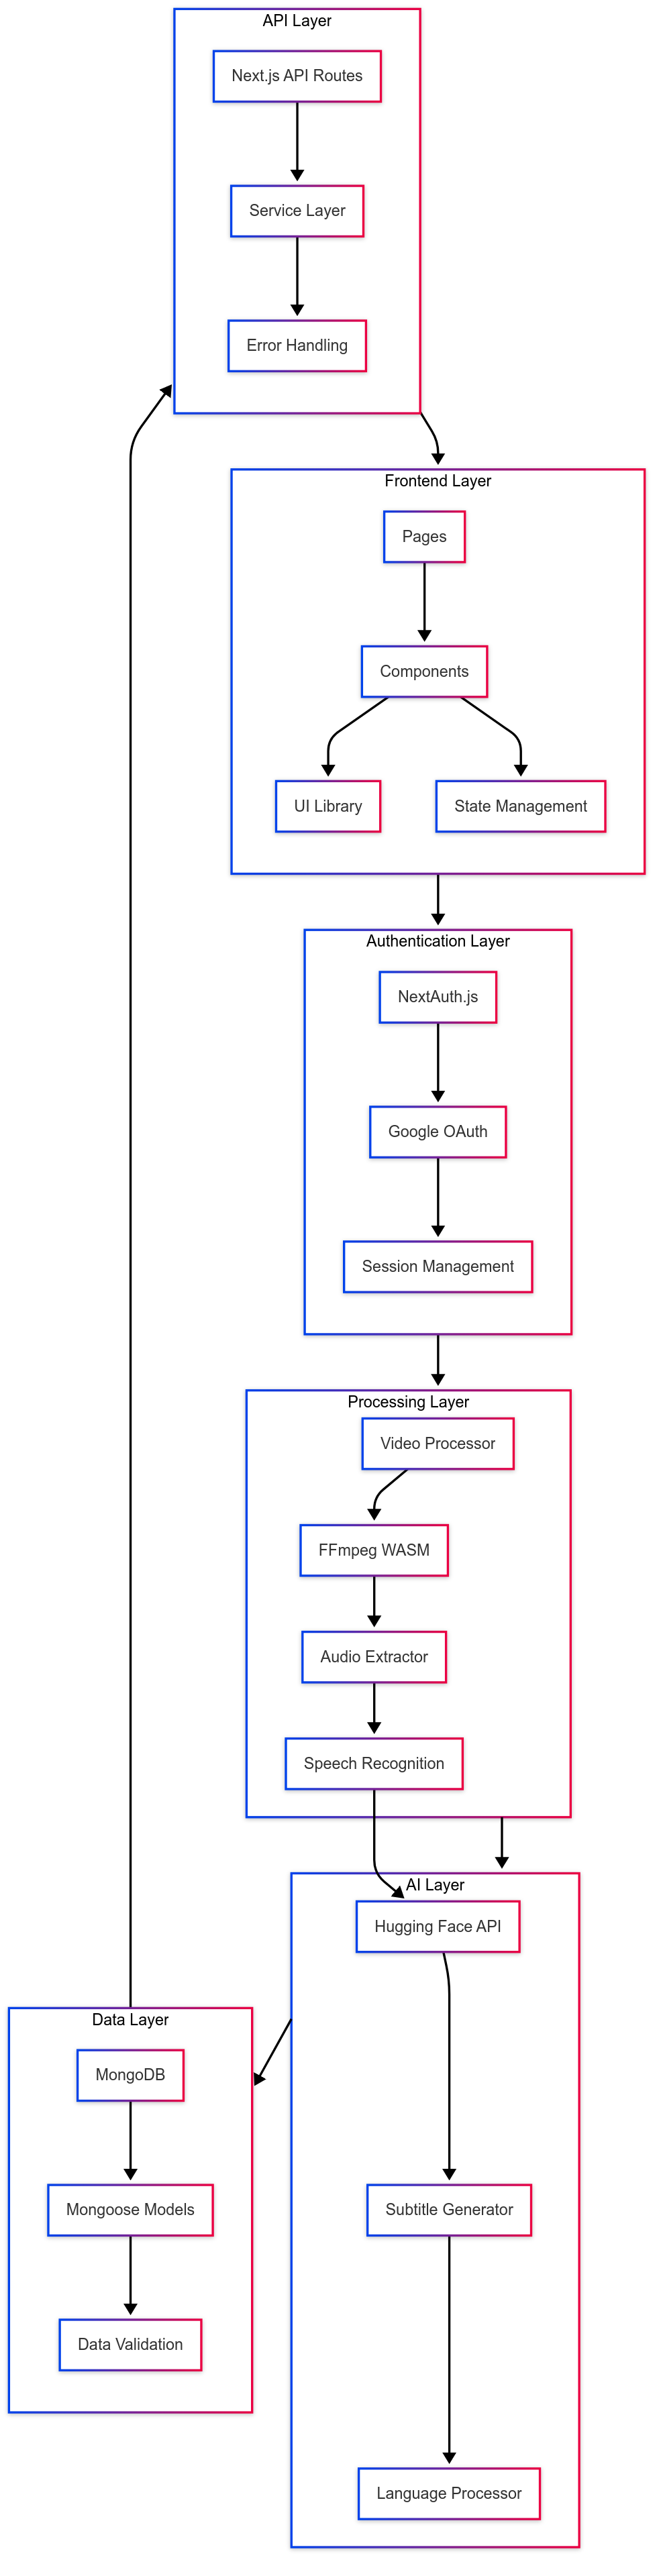 API Layer
Next.js API Routes
Service Layer
Error Handling
Frontend Layer
Pages
Components
UI Library
State Management
Authentication Layer
NextAuth.js
Google OAuth
Session Management
Processing Layer
Video Processor
FFmpeg WASM
Audio Extractor
Speech Recognition
AI Layer
Hugging Face API
Subtitle Generator
Language Processor
Data Layer
MongoDB
Mongoose Models
Data Validation